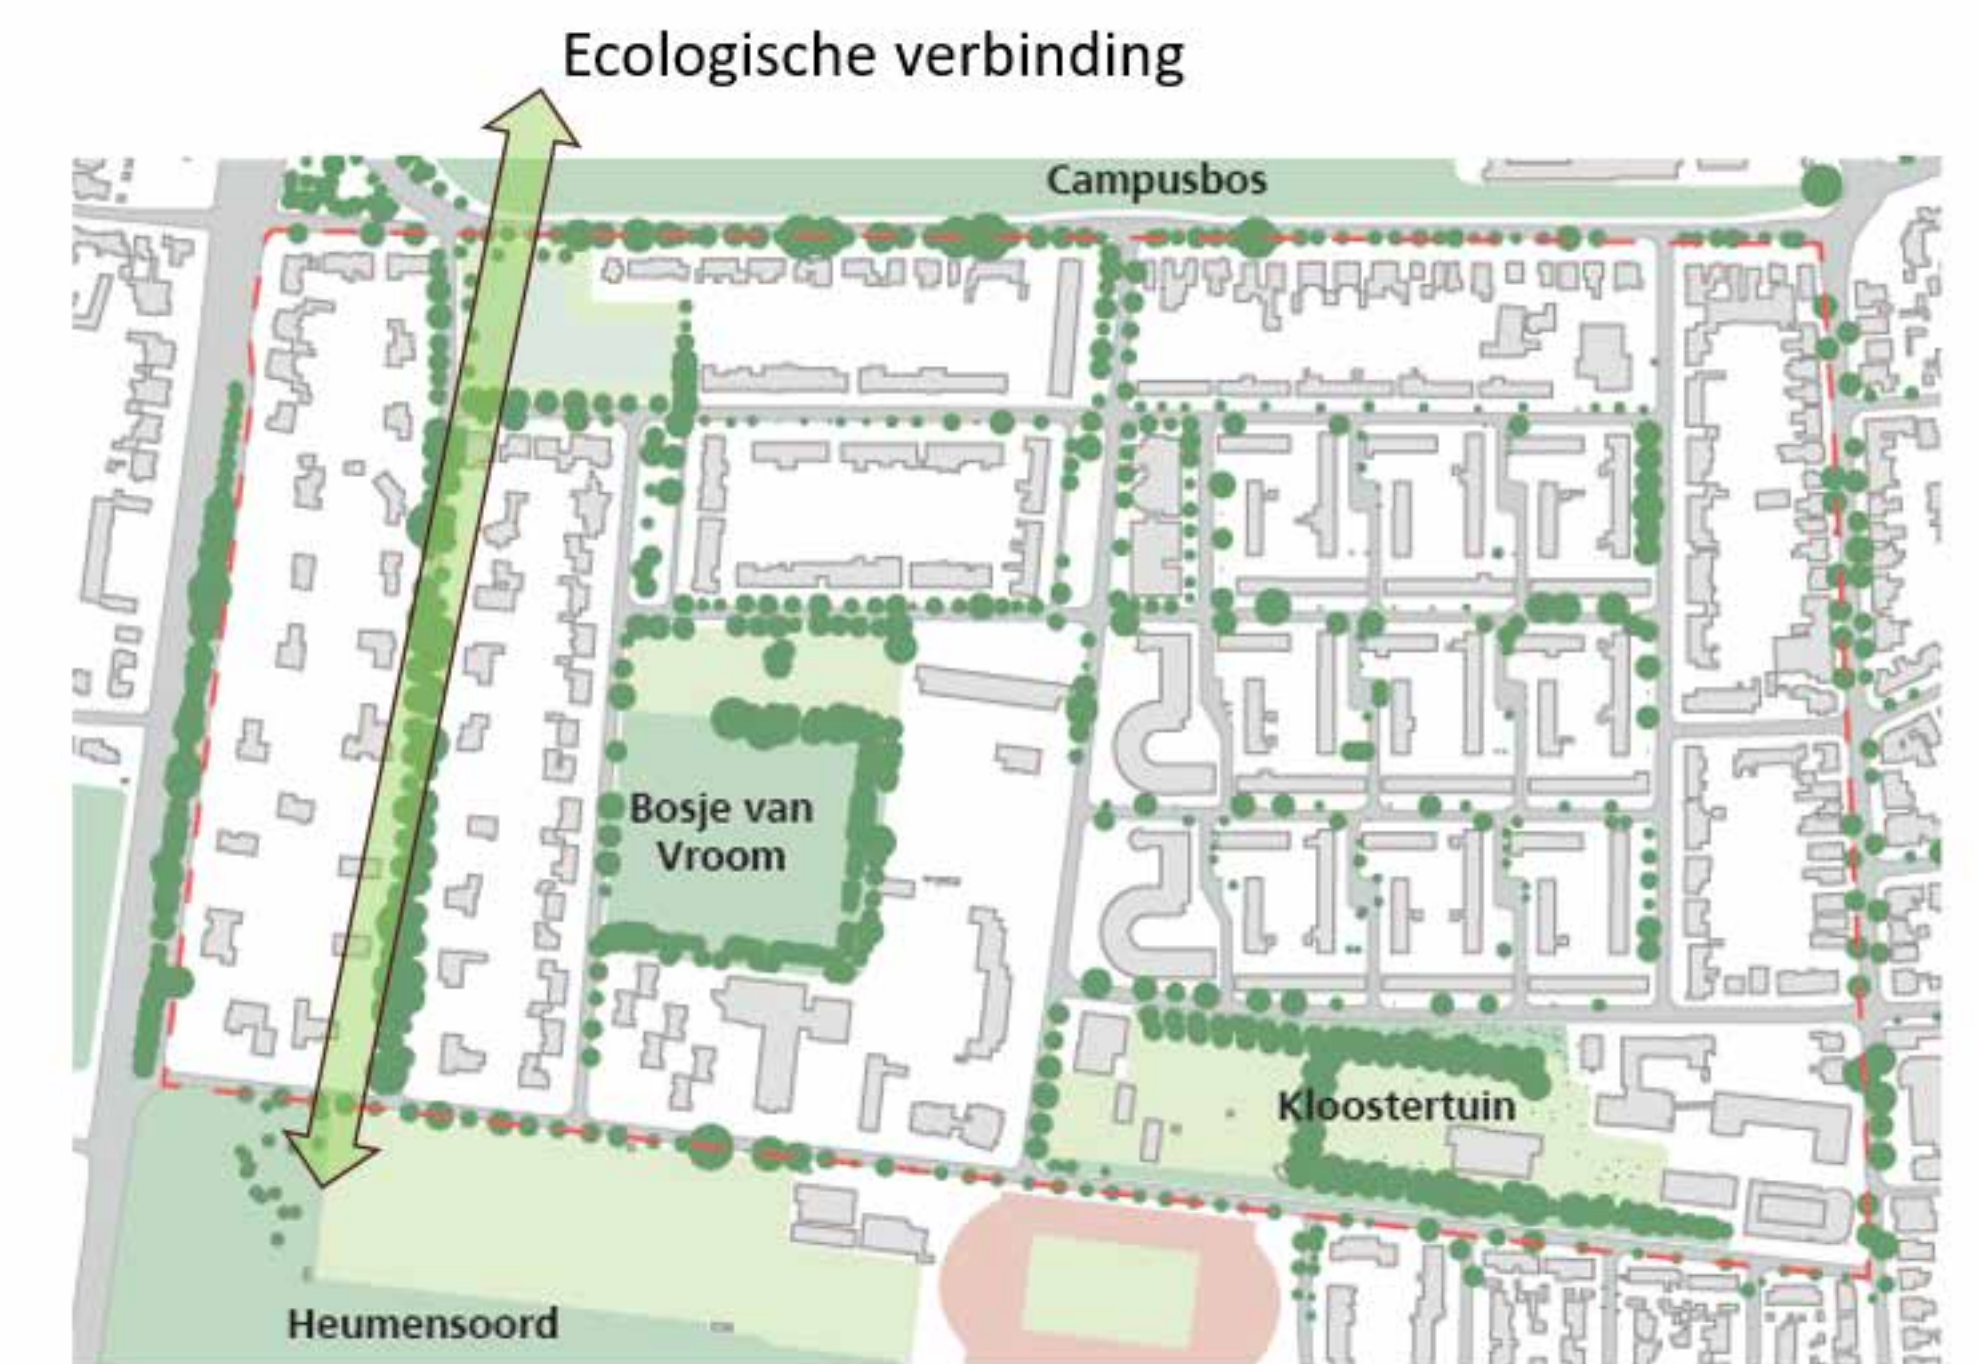 Ecologische verbinding
Campusbos
Bosje van
Vroom
Kloostertuin
Heumensoord